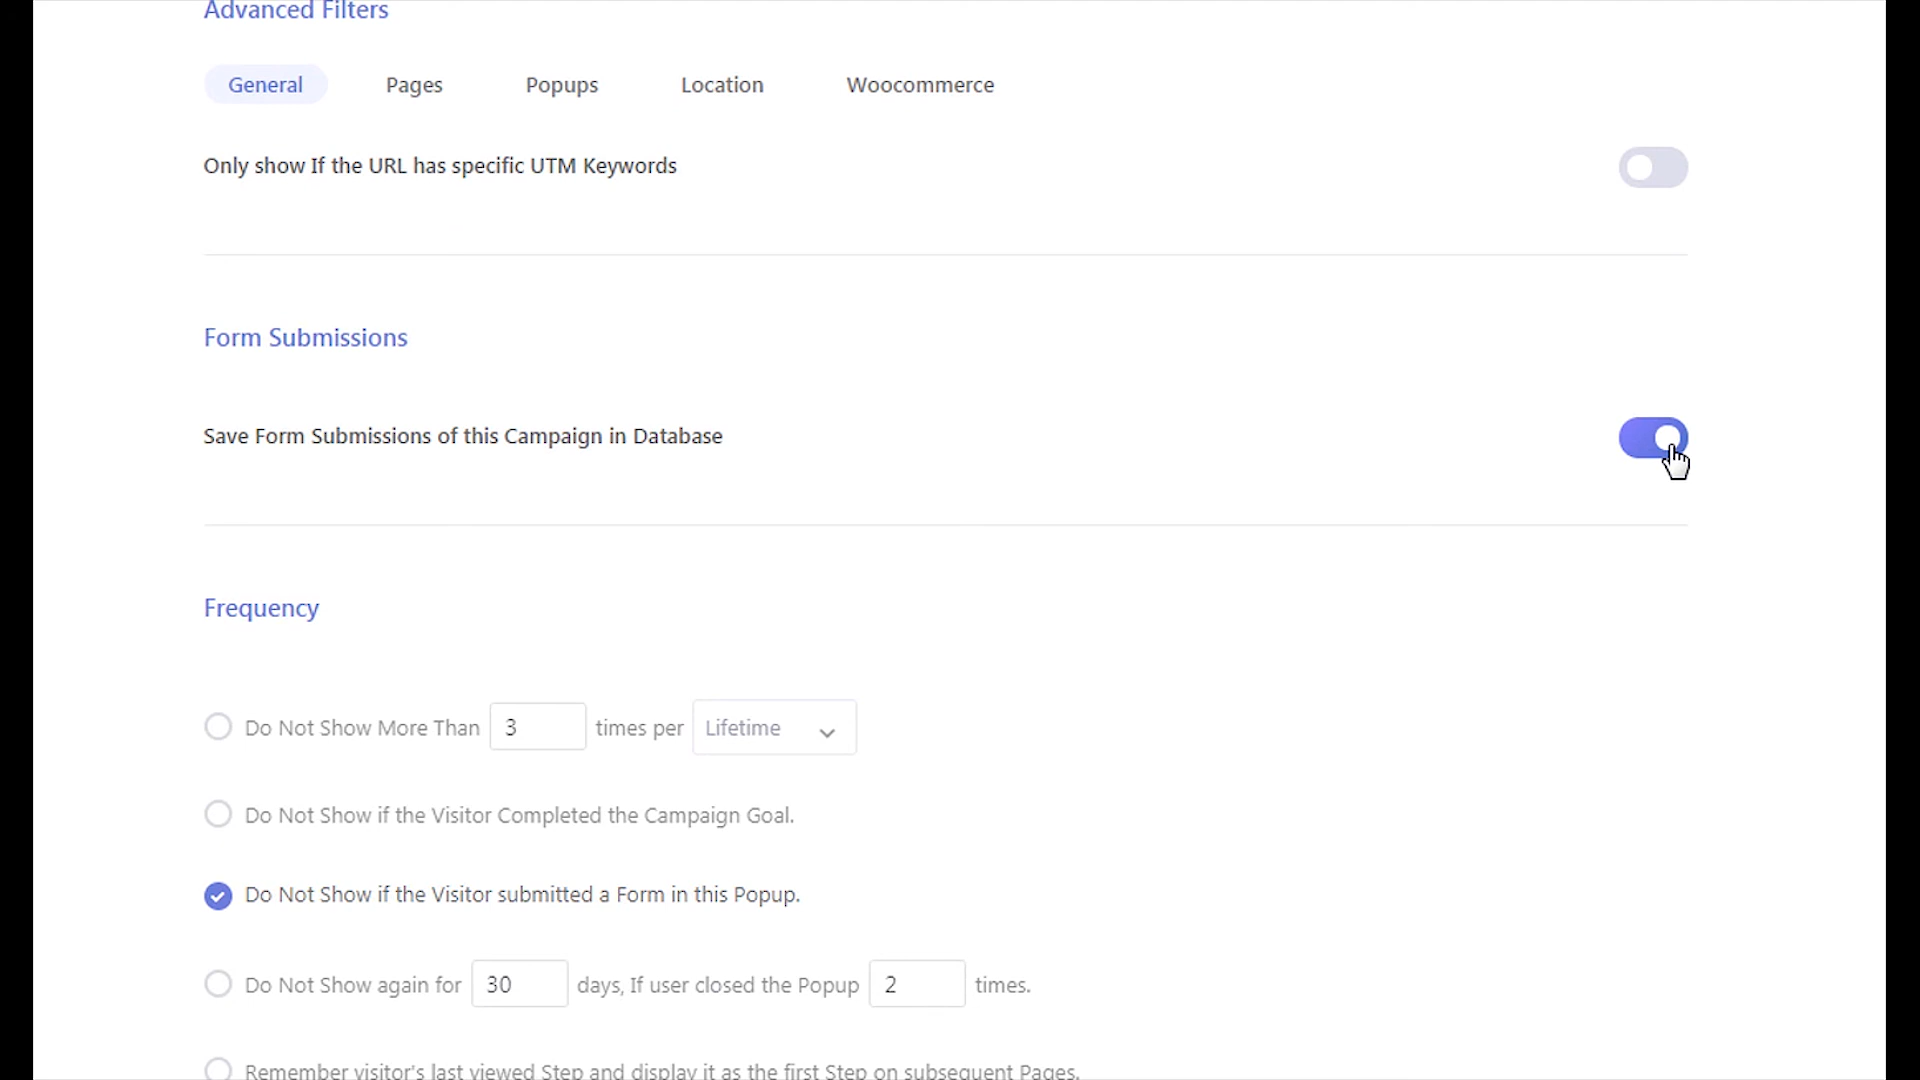 Advanced Filters
General Pages Popups Location Woocommerce
Only show If the URL has specific UTM Keywords
Form Submissions
Save Form Submissions of this Campaign in Database
Frequency
Do Not Show More Than 3 times per Lifetime
Do Not Show if the Visitor Completed the Campaign Goal.
Do Not Show if the Visitor submitted a Form in this Popup.
Do Not Show again for 30 days, If user closed the Popup 2 times.
Remember visitor's last viewed Step and display it as the first Step on subsequent Pages.